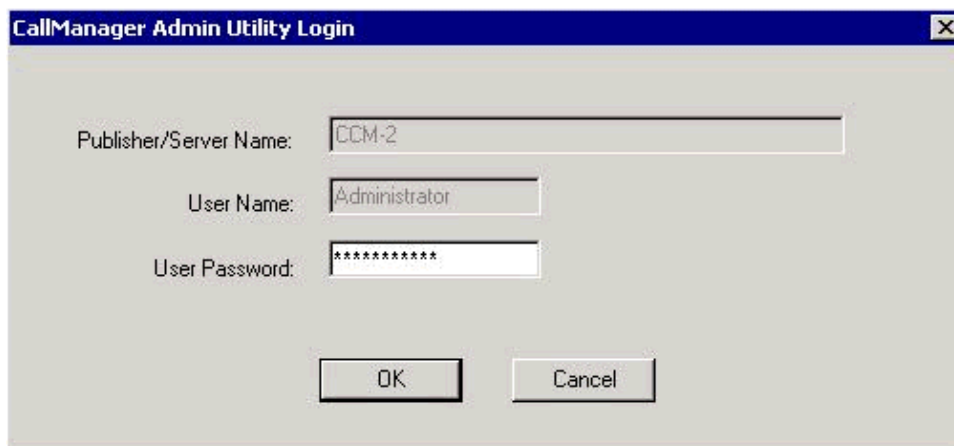 CallManager Admin Utility Login
Publisher/Server Name: CCM-2
User Name: Administrator
User Password: ***********
OK Cancel